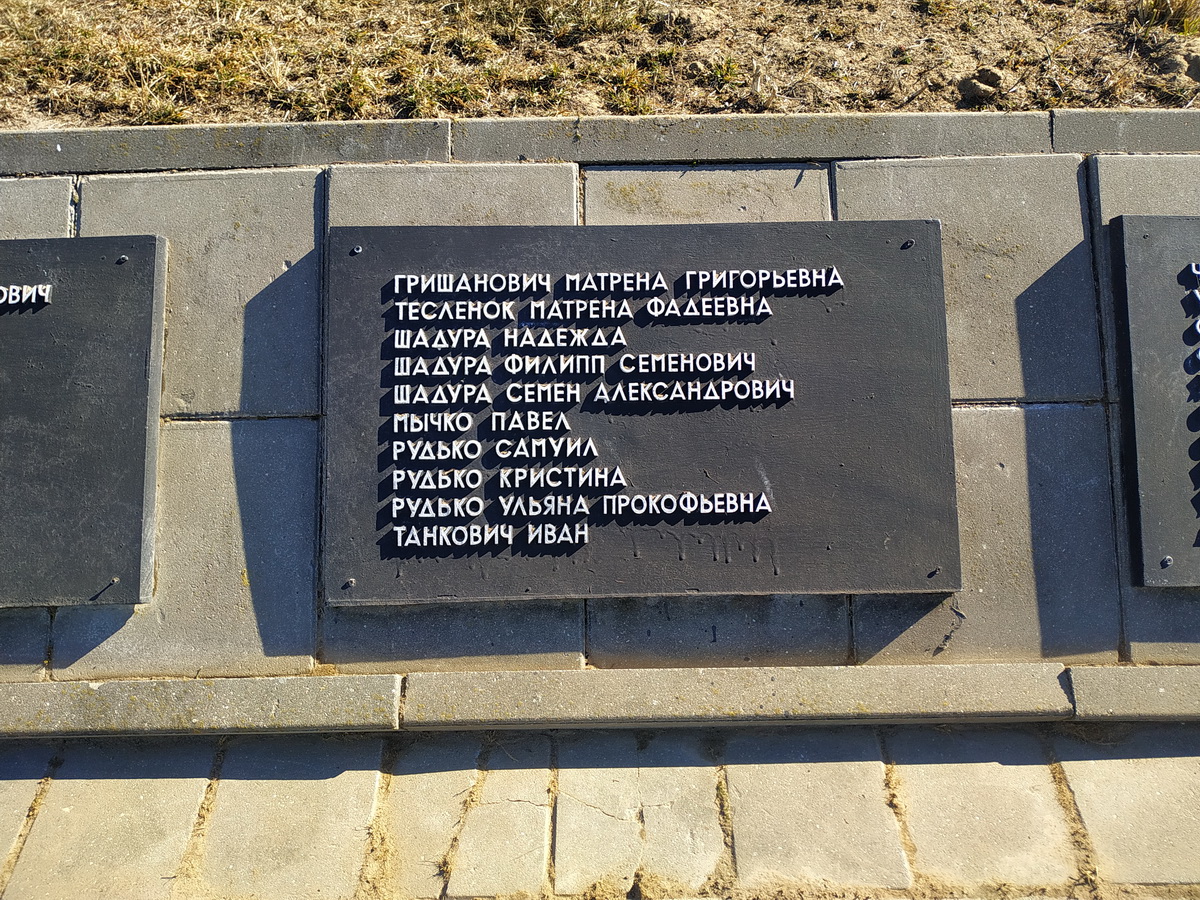 ГРИШАНОВИЧ МАТРЕНА ГРИГОРЬЕВНА
ТЕСЛЕНОК МАТРЕНА ФАДЕЕВНА
ШАДУРА НАДЕЖДА
ШАДУРА ФИЛИПП СЕМЕНОВИЧ
ШАДУРА СЕМЕН АЛЕКСАНДРОВИЧ
МЫЧКО ПАВЕЛ
РУДЬКО САМУИЛ
РУДЬКО КРИСТИНА
РУДЬКО УЛЬЯНА ПРОКОФЬЕВНА
ТАНКОВИЧ ИВАН